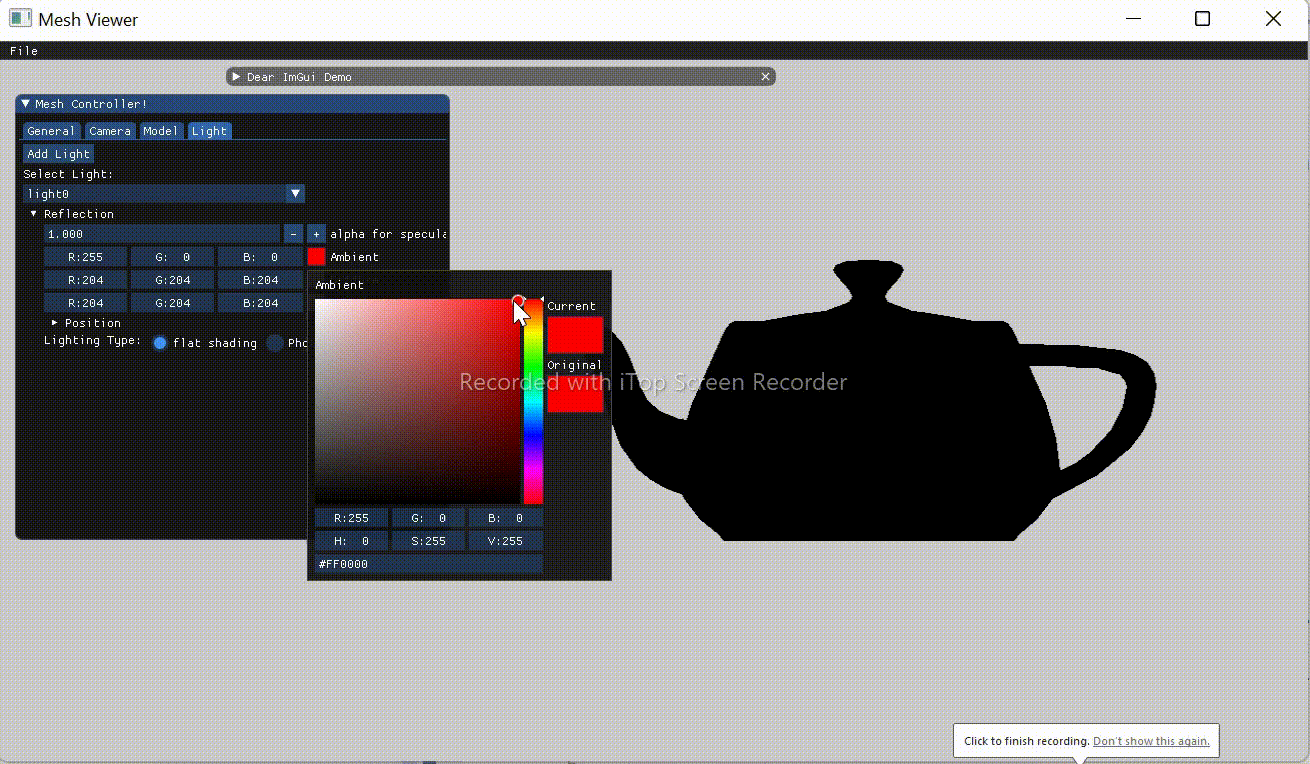 Mesh Viewer
File
Dear ImGui Demo
Mesh Controller!
General Camera Model Light
Add Light
Select Light:
light0
Reflection
1.000 - + alpha for specula
R:255 G: 0 B: 0 Ambient
R:204 G:204 B:204
R:204 G:204 B:204
Position
Lighting Type: flat shading Pho
Ambient
Current
Original
R:255 G: 0 B: 0
H: 0 S:255 V:255
#FF0000
Recorded with iTop Screen Recorder
Click to finish recording. Don't show this again.